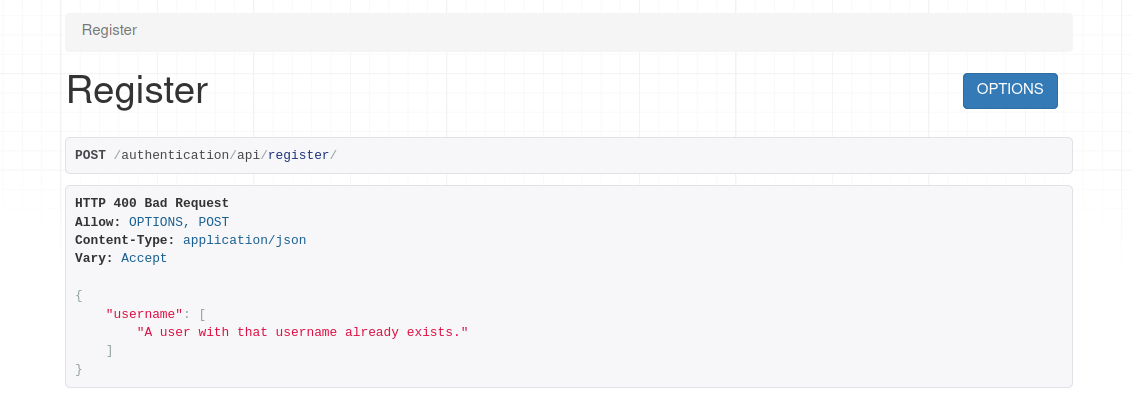 Register
Register
OPTIONS
POST /authentication/api/register/
HTTP 400 Bad Request
Allow: OPTIONS, POST
Content-Type: application/json
Vary: Accept
{
"username": [
"A user with that username already exists."
]
}